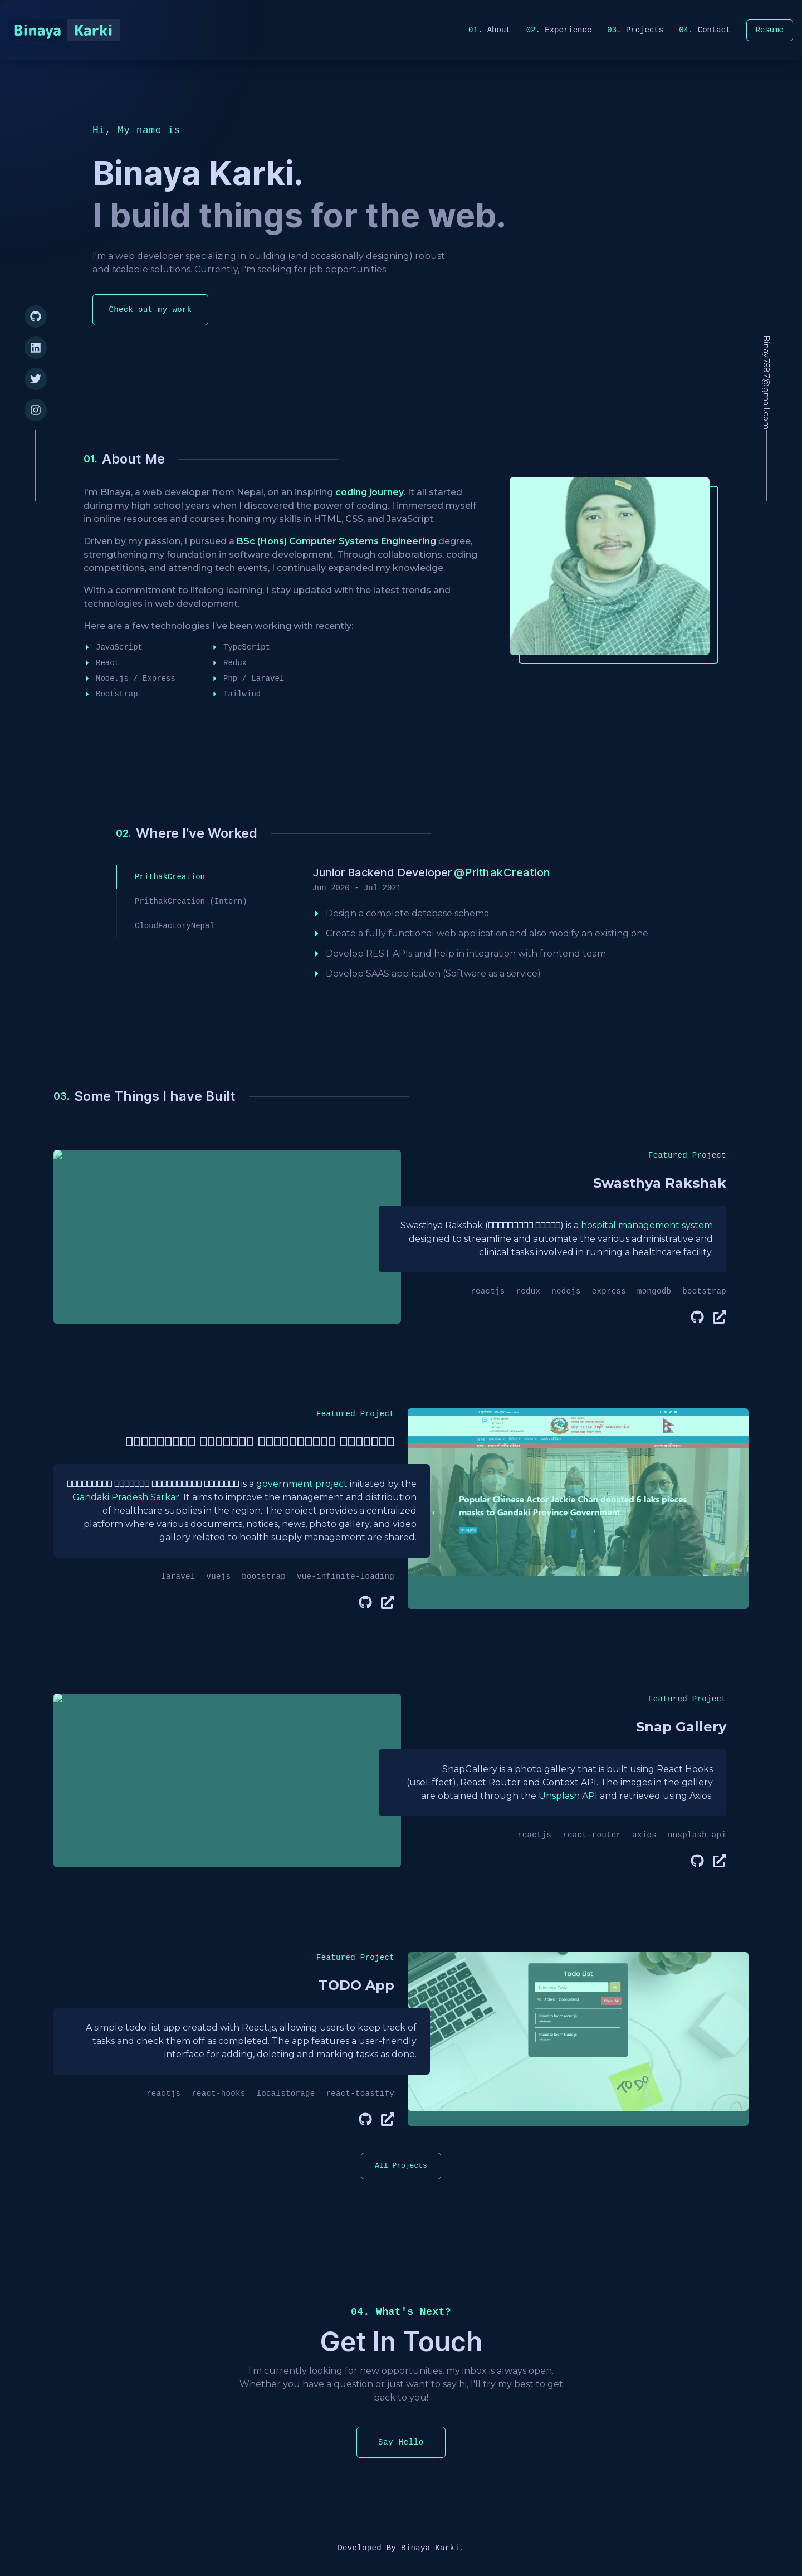 Binaya Karki
01. About 02. Experience 03. Projects 04. Contact Resume
Hi, My name is
Binaya Karki.
I build things for the web.
I'm a web developer specializing in building (and occasionally designing) robust
and scalable solutions. Currently, I'm seeking for job opportunities.
Check out my work
Binay7587@gmail.com
01. About Me
I'm Binaya, a web developer from Nepal, on an inspiring coding journey. It all started
during my high school years when I discovered the power of coding. I immersed myself
in online resources and courses, honing my skills in HTML, CSS, and JavaScript.
Driven by my passion, I pursued a BSc (Hons) Computer Systems Engineering degree,
strengthening my foundation in software development. Through collaborations, coding
competitions, and attending tech events, I continually expanded my knowledge.
With a commitment to lifelong learning, I stay updated with the latest trends and
technologies in web development.
Here are a few technologies I've been working with recently:
JavaScript TypeScript
React Redux
Node.js / Express Php / Laravel
Bootstrap Tailwind
02. Where I've Worked
PrithakCreation
PrithakCreation (Intern)
CloudFactoryNepal
Junior Backend Developer @PrithakCreation
Jun 2020 - Jul 2021
Design a complete database schema
Create a fully functional web application and also modify an existing one
Develop REST APIs and help in integration with frontend team
Develop SAAS application (Software as a service)
03. Some Things I have Built
Featured Project
Swasthya Rakshak
Swasthya Rakshak ( ) is a hospital management system
designed to streamline and automate the various administrative and
clinical tasks involved in running a healthcare facility.
reactjs redux nodejs express mongodb bootstrap
Featured Project
is a government project initiated by the
Gandaki Pradesh Sarkar. It aims to improve the management and distribution
of healthcare supplies in the region. The project provides a centralized
platform where various documents, notices, news, photo gallery, and video
gallery related to health supply management are shared.
laravel vuejs bootstrap vue-infinite-loading
Popular Chinese Actor Jackie Chan donated 6 laks pieces
masks to Gandaki Province Government
Featured Project
Snap Gallery
SnapGallery is a photo gallery that is built using React Hooks
(useEffect), React Router and Context API. The images in the gallery
are obtained through the Unsplash API and retrieved using Axios.
reactjs react-router axios unsplash-api
Featured Project
TODO App
A simple todo list app created with React.js, allowing users to keep track of
tasks and check them off as completed. The app features a user-friendly
interface for adding, deleting and marking tasks as done.
reactjs react-hooks localstorage react-toastify
Todo List
Active Completed Clear All
TODO
All Projects
04. What's Next?
Get In Touch
I'm currently looking for new opportunities, my inbox is always open.
Whether you have a question or just want to say hi, I'll try my best to get
back to you!
Say Hello
Developed By Binaya Karki.